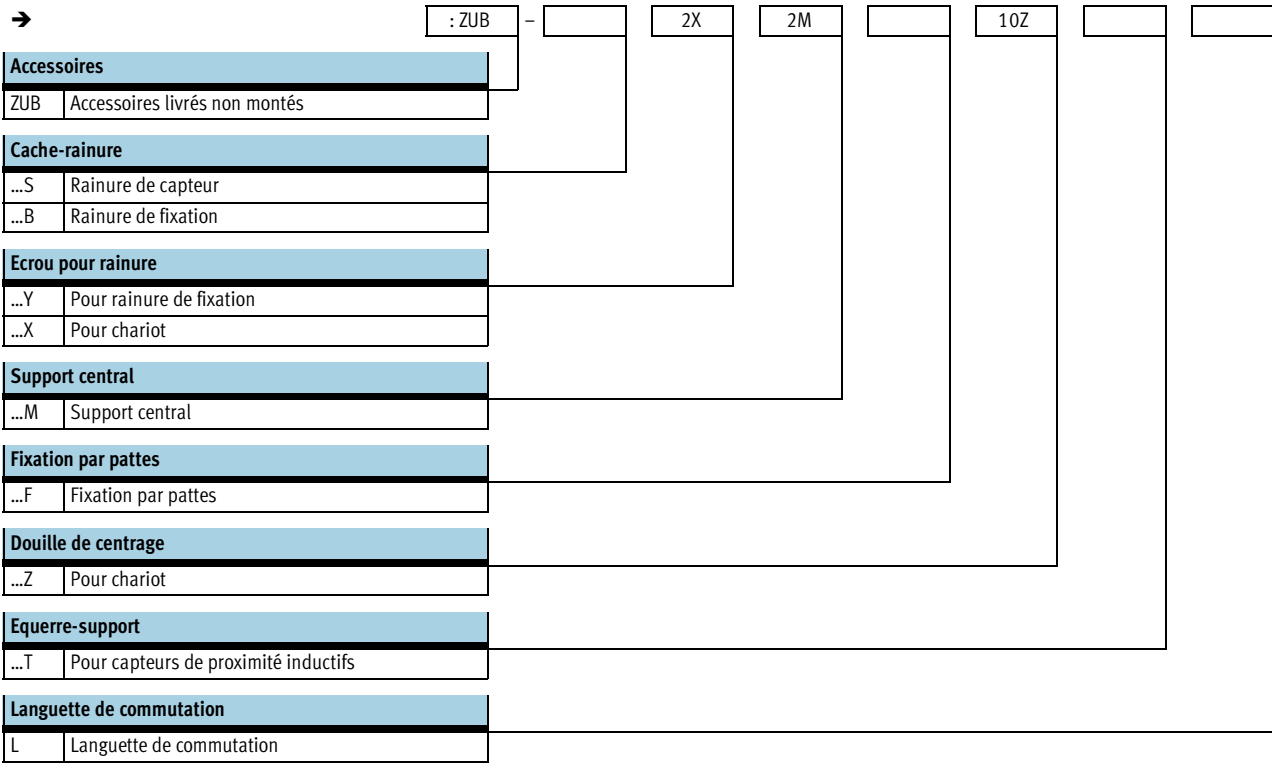 ➔ : ZUB – 2X 2M 10Z
Accessoires
ZUB Accessoires livrés non montés
Cache-rainure
...S Rainure de capteur
...B Rainure de fixation
Ecrou pour rainure
...Y Pour rainure de fixation
...X Pour chariot
Support central
...M Support central
Fixation par pattes
...F Fixation par pattes
Douille de centrage
...Z Pour chariot
Equerre-support
...T Pour capteurs de proximité inductifs
Languette de commutation
L Languette de commutation